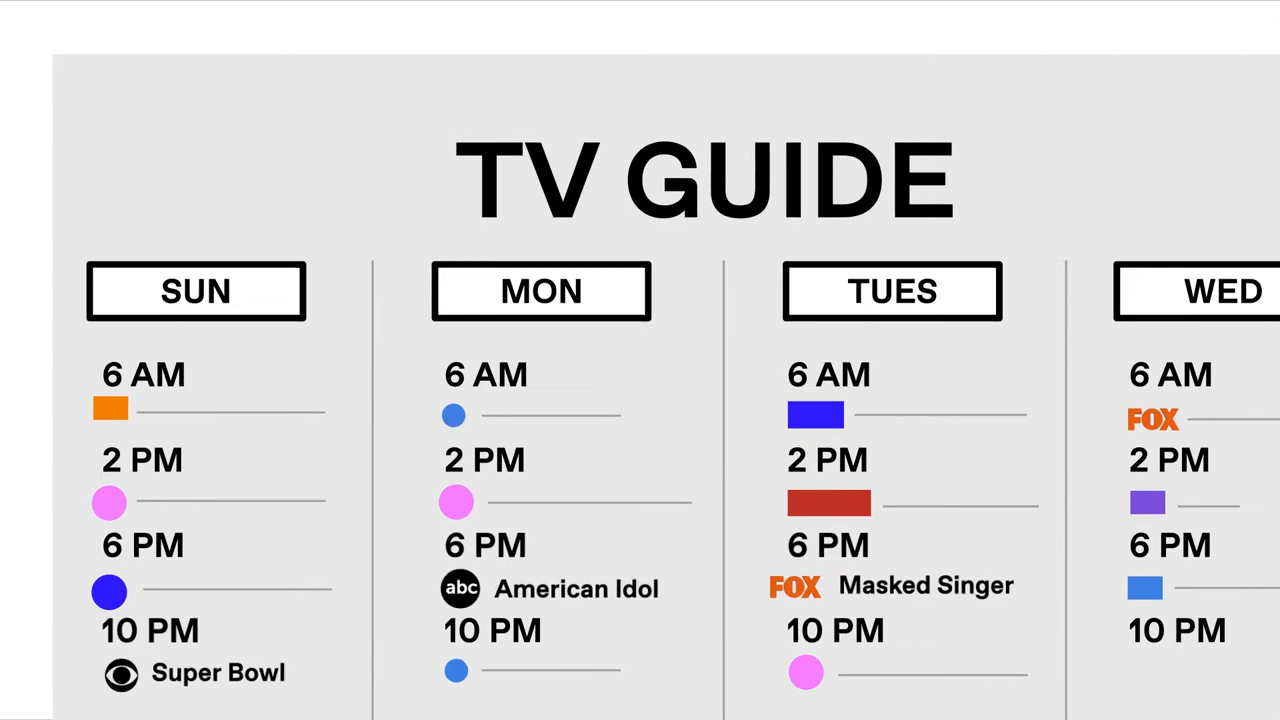 TV GUIDE
SUN
6 AM
2 PM
6 PM
10 PM
Super Bowl
MON
6 AM
2 PM
6 PM
abc American Idol
10 PM
TUES
6 AM
2 PM
6 PM
FOX Masked Singer
10 PM
WED
6 AM
FOX
2 PM
6 PM
10 PM